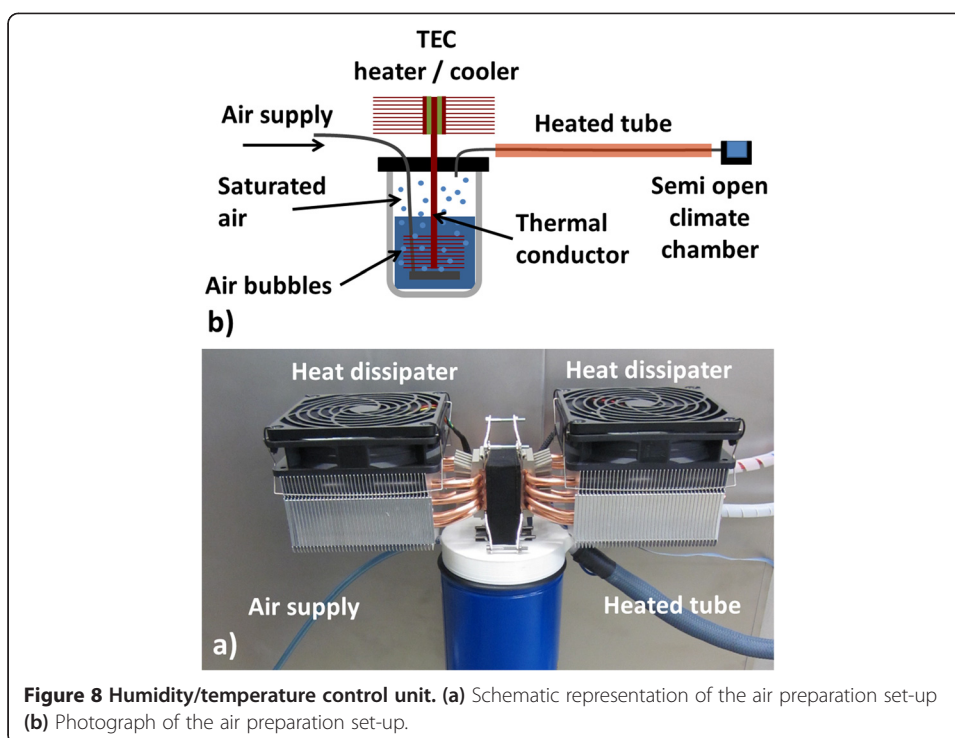 TEC
heater / cooler
Air supply
Heated tube
Saturated
air
Thermal
conductor
Semi open
climate
chamber
Air bubbles
b)
Heat dissipater
Heat dissipater
Air supply
Heated tube
a)
Figure 8 Humidity/temperature control unit. (a) Schematic representation of the air preparation set-up
(b) Photograph of the air preparation set-up.